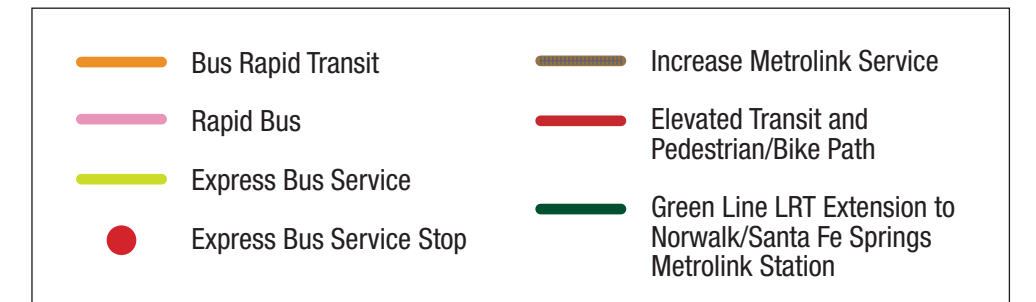 Bus Rapid Transit
Rapid Bus
Express Bus Service
Express Bus Service Stop
Increase Metrolink Service
Elevated Transit and
Pedestrian/Bike Path
Green Line LRT Extension to
Norwalk/Santa Fe Springs
Metrolink Station